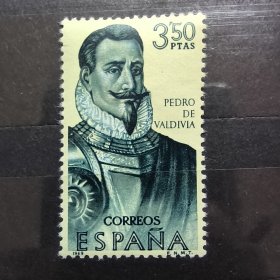 3,50
PTAS
PEDRO
DE
VALDIVIA
CORREOS
ESPAÑA
F.N.M.T.